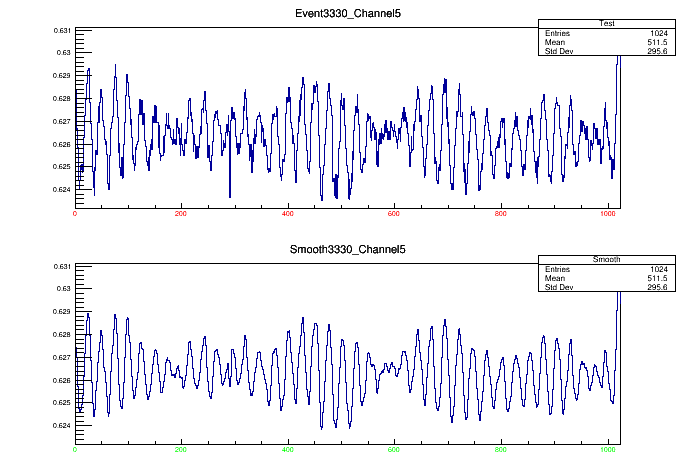 Event3330_Channel5
Test
Entries 1024
Mean 511.5
Std Dev 295.6
0.631
0.63
0.629
0.628
0.627
0.626
0.625
0.624
0 200 400 600 800 1000
Smooth3330_Channel5
Smooth
Entries 1024
Mean 511.5
Std Dev 295.6
0.631
0.63
0.629
0.628
0.627
0.626
0.625
0.624
0 200 400 600 800 1000